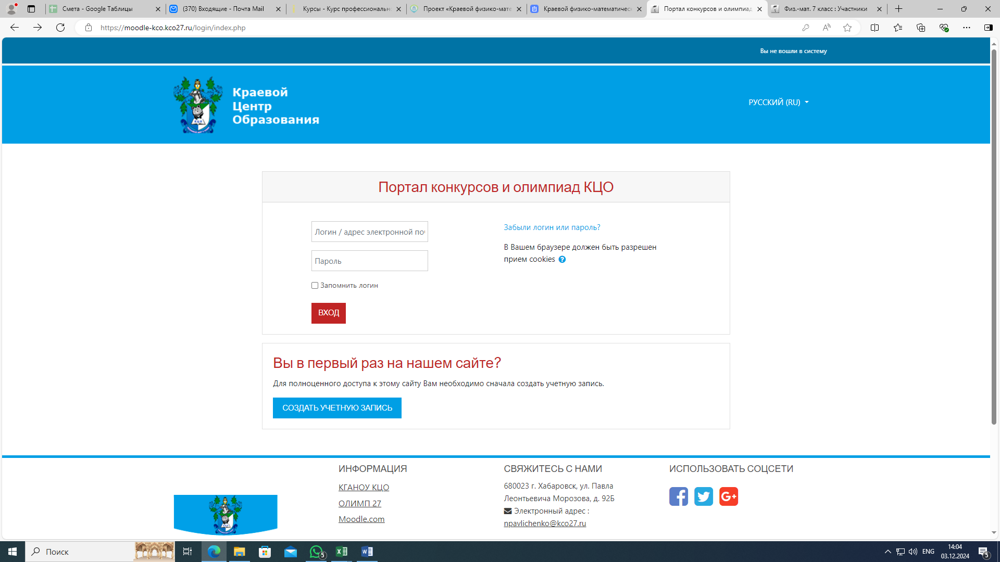 Смета - Google Таблицы
(370) Входящие - Почта Mail
Курсы - Курс профессиональн
Проект «Краевой физико-мате
Краевой физико-математическ
Портал конкурсов и олимпиад
Физ.-мат. 7 класс : Участники
https://moodle-kco.kco27.ru/login/index.php
Вы не вошли в систему
Краевой
Центр
Образования
РУССКИЙ (RU)
Портал конкурсов и олимпиад КЦО
Логин / адрес электронной поч
Забыли логин или пароль?
В Вашем браузере должен быть разрешен
прием cookies
Пароль
Запомнить логин
ВХОД
Вы в первый раз на нашем сайте?
Для полноценного доступа к этому сайту Вам необходимо сначала создать учетную запись.
СОЗДАТЬ УЧЕТНУЮ ЗАПИСЬ
ИНФОРМАЦИЯ
КГАНОУ КЦО
ОЛИМП 27
Moodle.com
СВЯЖИТЕСЬ С НАМИ
680023 г. Хабаровск, ул. Павла
Леонтьевича Морозова, д. 92Б
Электронный адрес :
npavlichenko@kco27.ru
ИСПОЛЬЗОВАТЬ СОЦСЕТИ
Поиск
5
ENG
14:04
03.12.2024
5